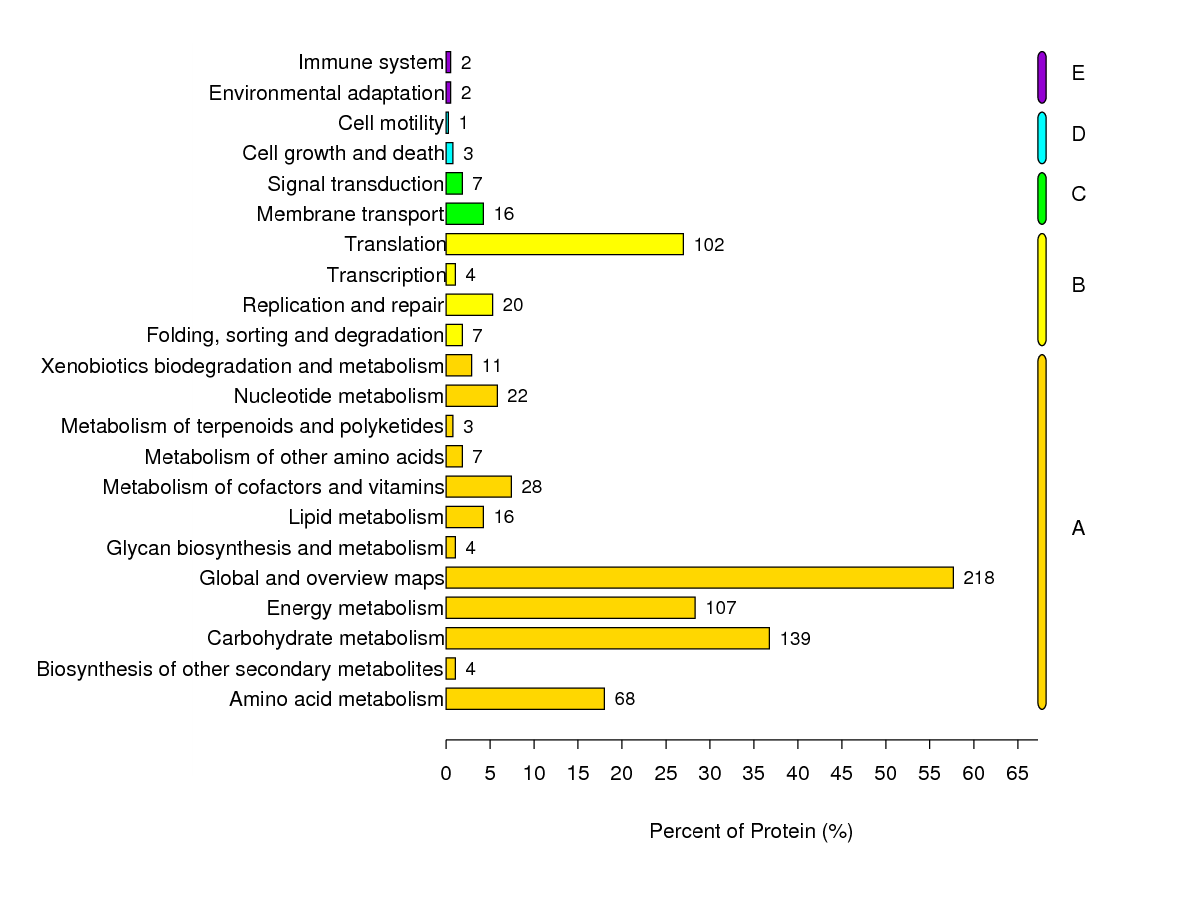 Immune system 2
Environmental adaptation 2
E
Cell motility 1
Cell growth and death 3
D
Signal transduction 7
Membrane transport 16
C
Translation 102
Transcription 4
Replication and repair 20
Folding, sorting and degradation 7
B
Xenobiotics biodegradation and metabolism 11
Nucleotide metabolism 22
Metabolism of terpenoids and polyketides 3
Metabolism of other amino acids 7
Metabolism of cofactors and vitamins 28
Lipid metabolism 16
Glycan biosynthesis and metabolism 4
Global and overview maps 218
Energy metabolism 107
Carbohydrate metabolism 139
Biosynthesis of other secondary metabolites 4
Amino acid metabolism 68
A
0 5 10 15 20 25 30 35 40 45 50 55 60 65
Percent of Protein (%)